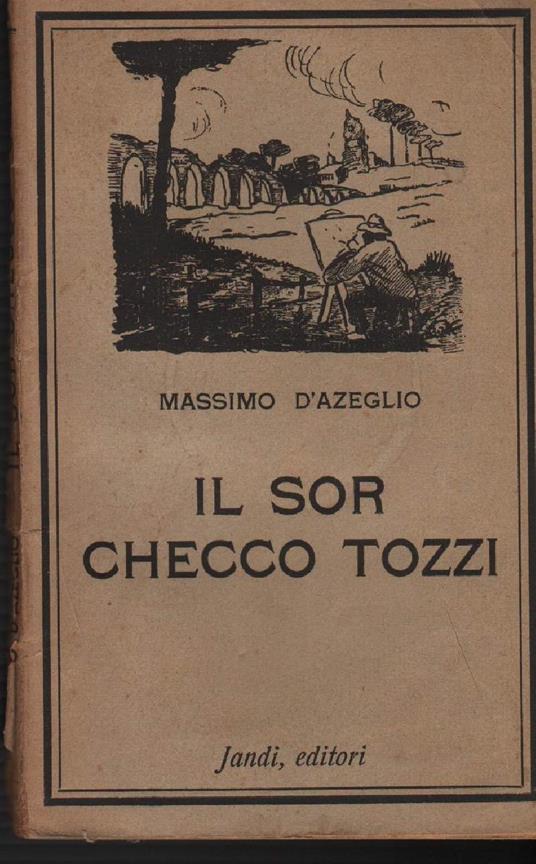 MASSIMO D'AZEGLIO
IL SOR
CHECCO TOZZI
Jandi, editori